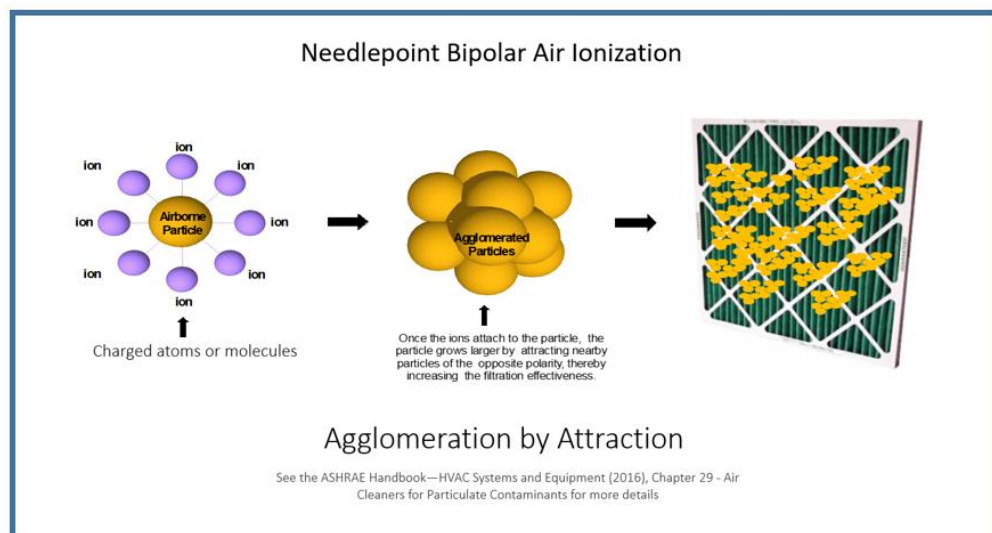 Needlepoint Bipolar Air Ionization
ion
ion
ion
ion
Airborne
Particle
ion
ion
ion
ion
Charged atoms or molecules
Agglomerated
Particles
Once the ions attach to the particle, the
particle grows larger by attracting nearby
particles of the opposite polarity, thereby
increasing the filtration effectiveness.
Agglomeration by Attraction
See the ASHRAE Handbook—HVAC Systems and Equipment (2016), Chapter 29 - Air
Cleaners for Particulate Contaminants for more details